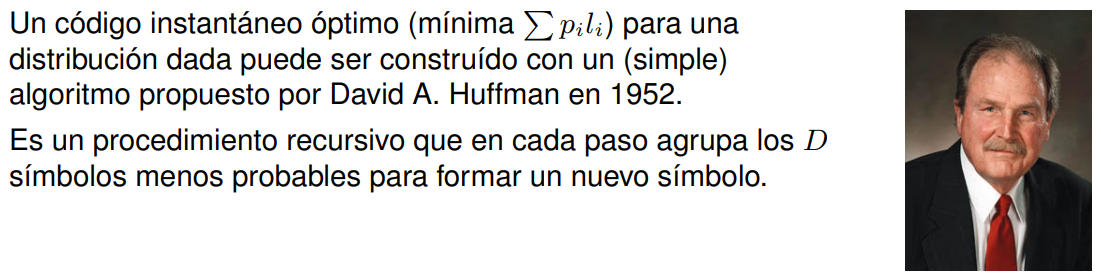 Un código instantáneo óptimo (mínima ∑ pᵢlᵢ) para una
distribución dada puede ser construído con un (simple)
algoritmo propuesto por David A. Huffman en 1952.
Es un procedimiento recursivo que en cada paso agrupa los D
símbolos menos probables para formar un nuevo símbolo.